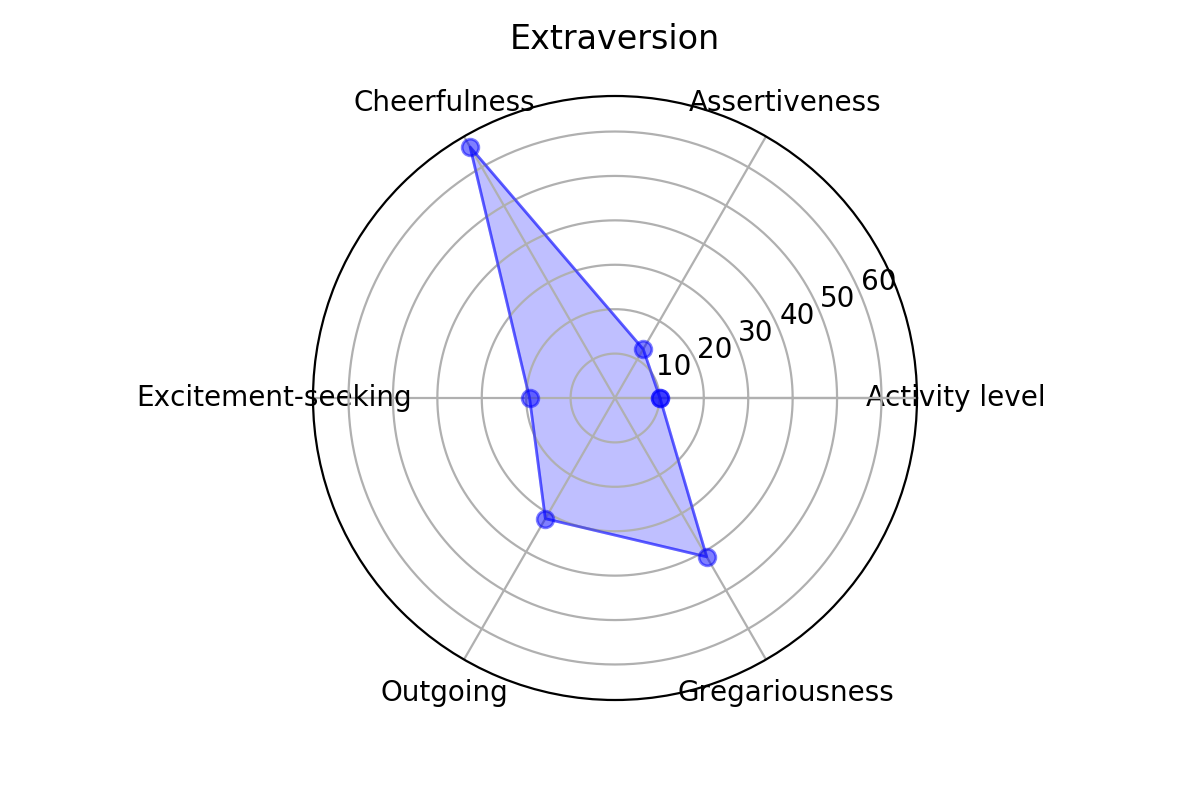 Extraversion
Cheerfulness
Assertiveness
60
50
40
30
20
10
Excitement-seeking
Activity level
Outgoing
Gregariousness